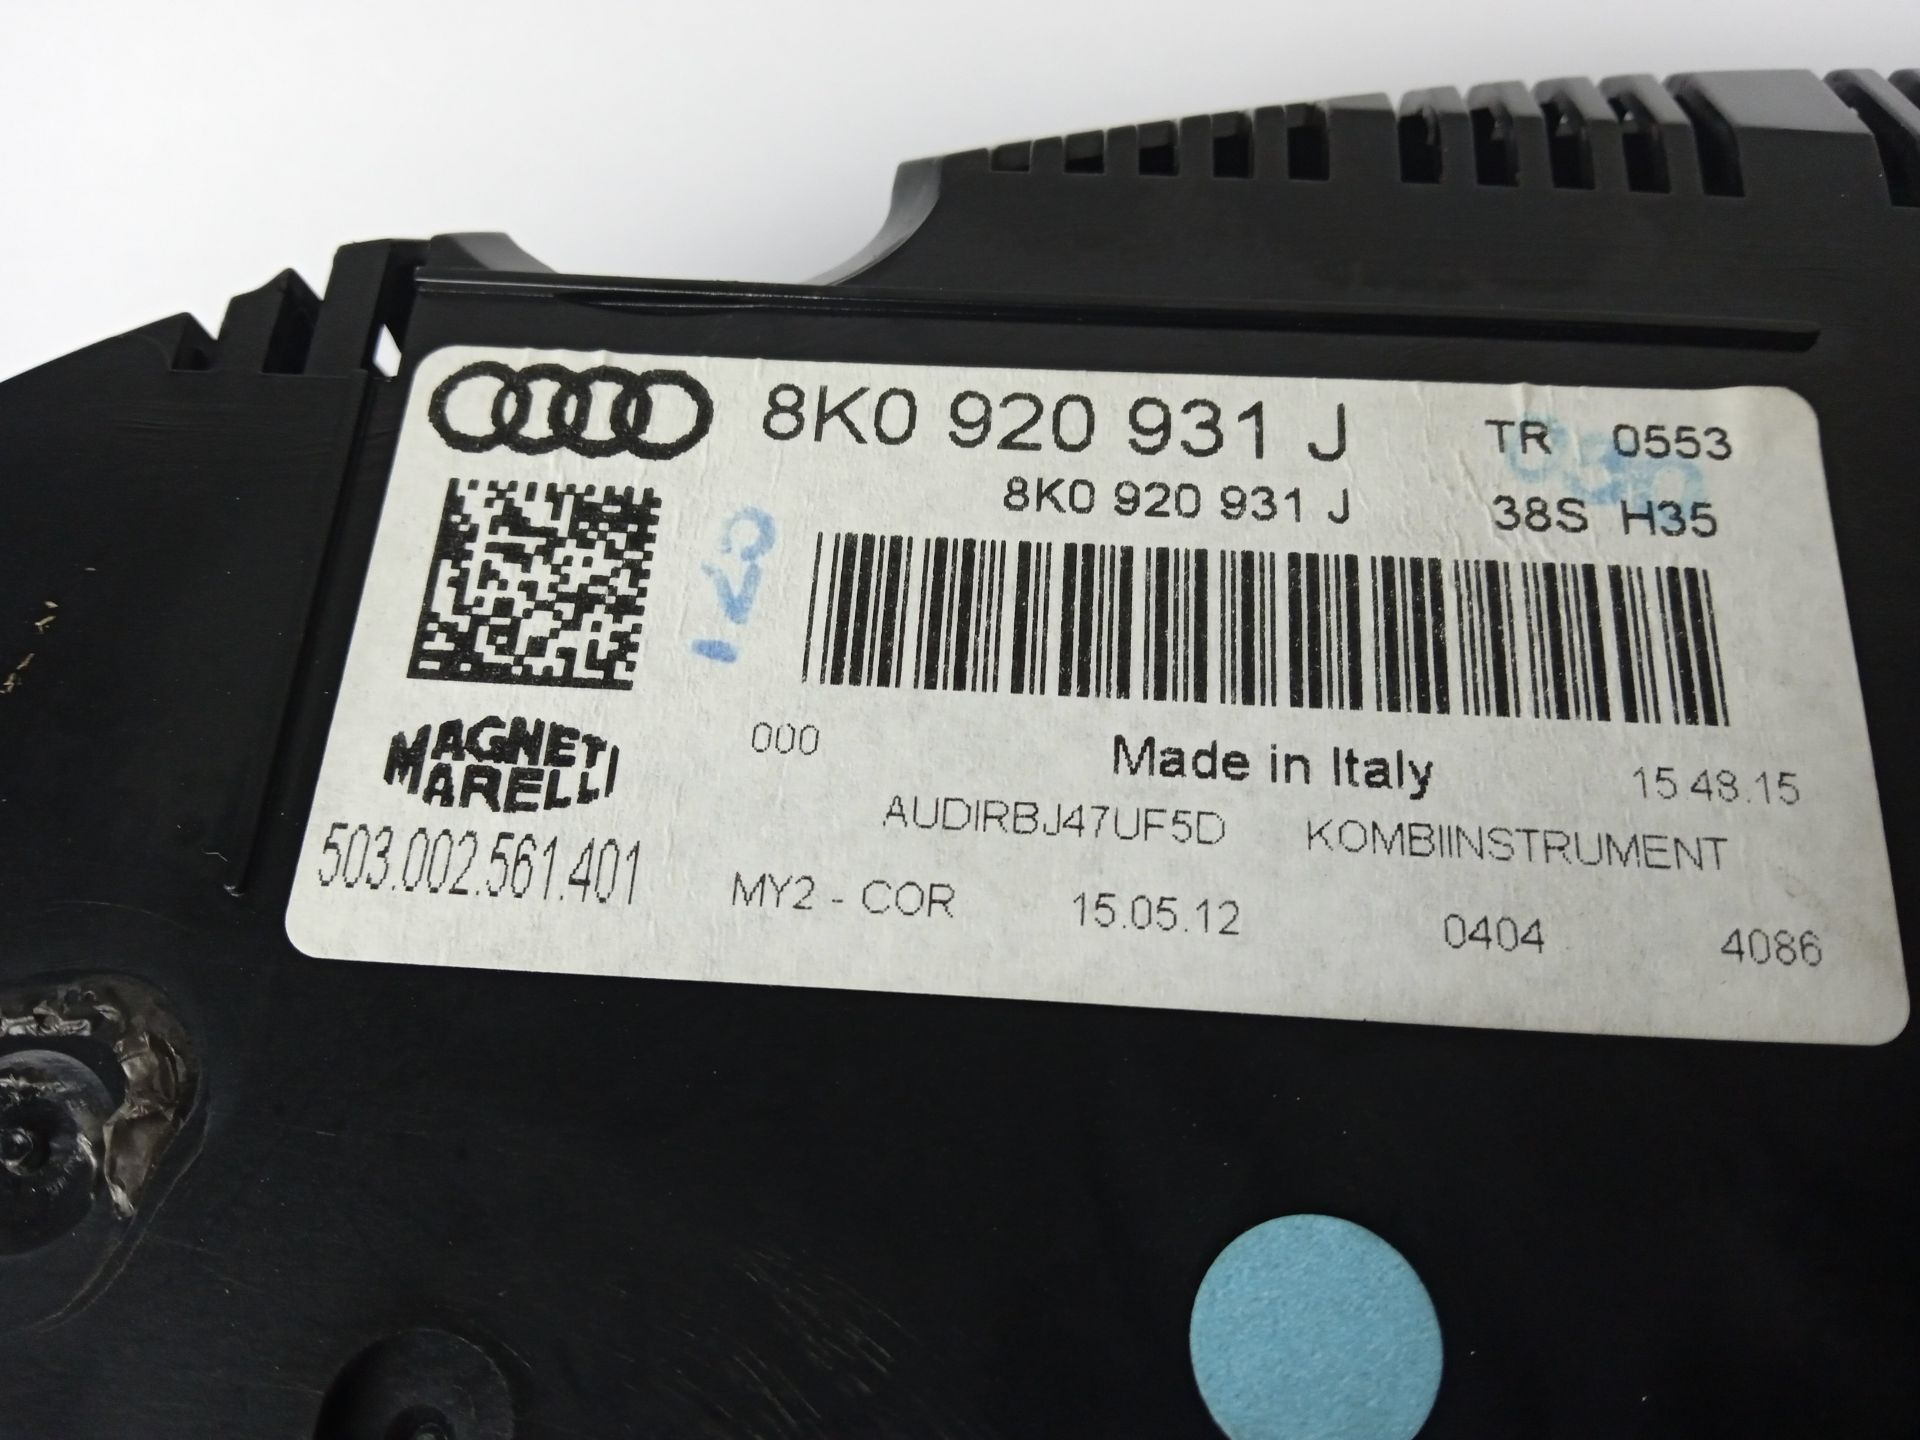 8K0 920 931 J TR 0553
8K0 920 931 J 38S H35
MAGNETI
MARELLI
000 Made in Italy 15.48.15
AUDIRBJ47UF5D KOMBIINSTRUMENT
503.002.561.401
MY2 - COR 15.05.12 0404 4086